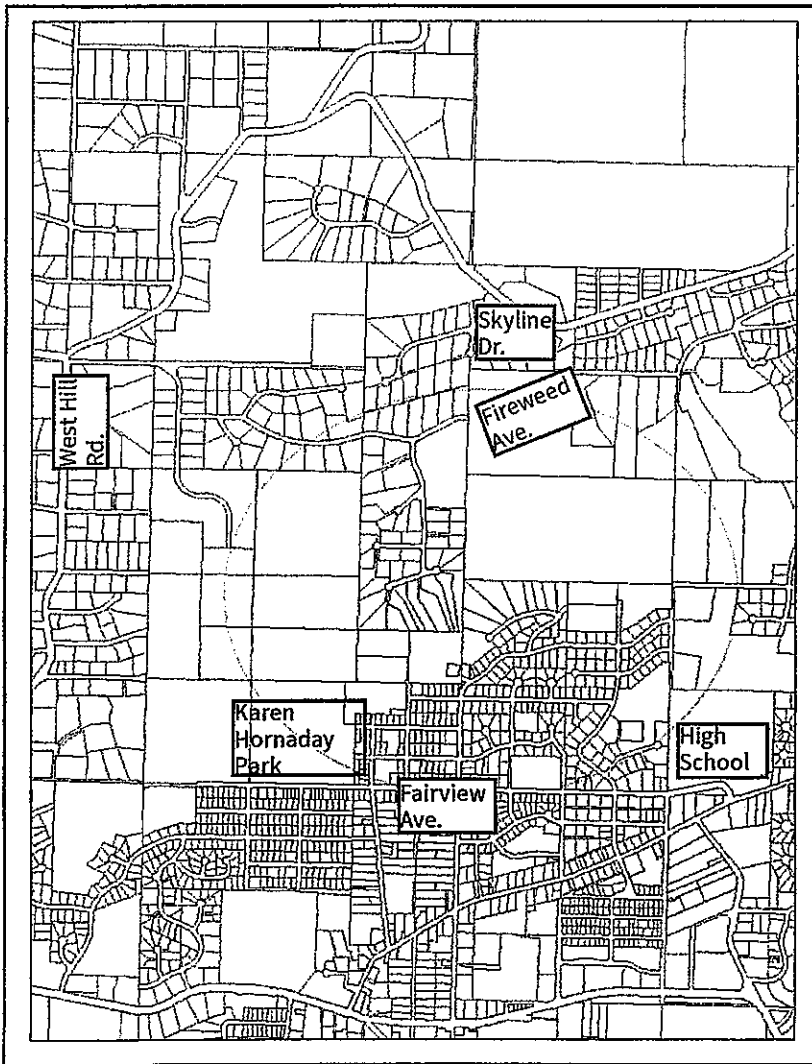 Skyline
Dr.
West Hill
Rd.
Fireweed
Ave.
Karen
Hornaday
Park
High
School
Fairview
Ave.